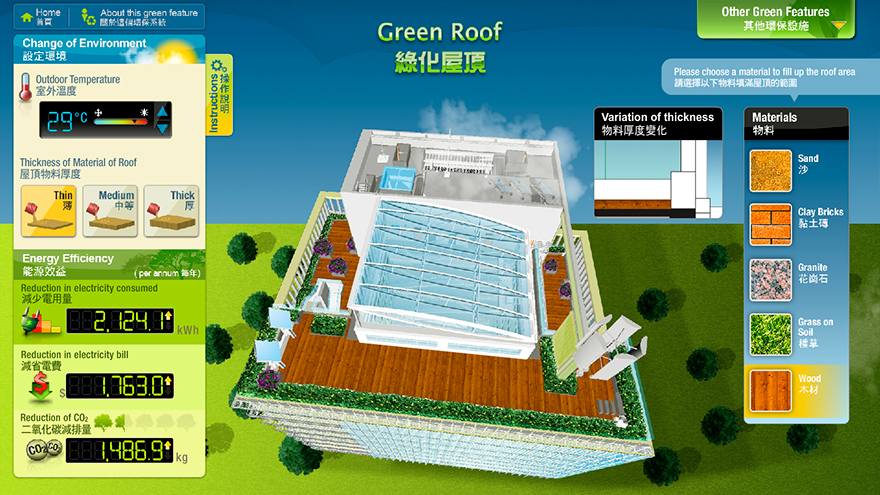 Home
首頁
About this green feature
關於這個環保系統
Green Roof
綠化屋頂
Other Green Features
其他環保設施
Change of Environment
設定環境
Instructions
操作說明
Outdoor Temperature
室外溫度
29°C
Thickness of Material of Roof
屋頂物料厚度
Thin
薄
Medium
中等
Thick
厚
Energy Efficiency
能源效益
(per annum 每年)
Reduction in electricity consumed
減少電用量
2,124.1 kWh
Reduction in electricity bill
減省電費
$ 1,763.0
Reduction of CO2
二氧化碳減排量
CO2
CO2
1,486.9 kg
Please choose a material to fill up the roof area
請選擇以下物料填滿屋頂的範圍
Variation of thickness
物料厚度變化
Materials
物料
Sand
沙
Clay Bricks
黏土磚
Granite
花崗石
Grass on
Soil
種草
Wood
木材